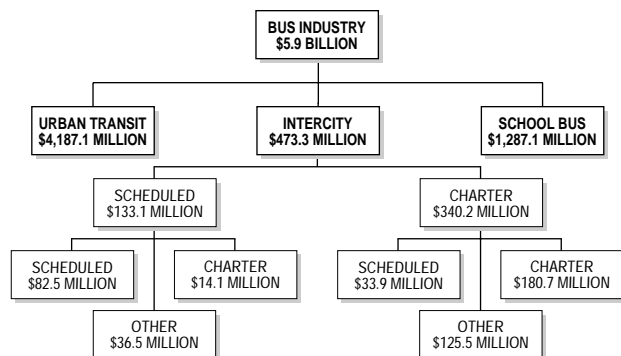 BUS INDUSTRY
$5.9 BILLION
URBAN TRANSIT
$4,187.1 MILLION
INTERCITY
$473.3 MILLION
SCHOOL BUS
$1,287.1 MILLION
SCHEDULED
$133.1 MILLION
CHARTER
$340.2 MILLION
SCHEDULED
$82.5 MILLION
CHARTER
$14.1 MILLION
SCHEDULED
$33.9 MILLION
CHARTER
$180.7 MILLION
OTHER
$36.5 MILLION
OTHER
$125.5 MILLION